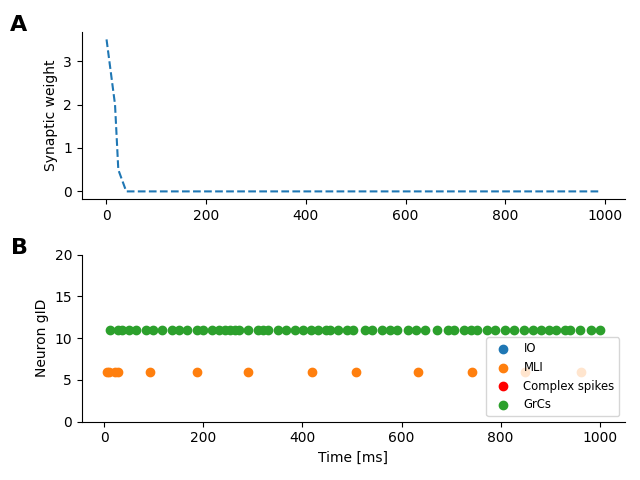 A
Synaptic weight
3
2
1
0
0 200 400 600 800 1000
B
Neuron gID
20
15
10
5
0
IO
MLI
Complex spikes
GrCs
0 200 400 600 800 1000
Time [ms]